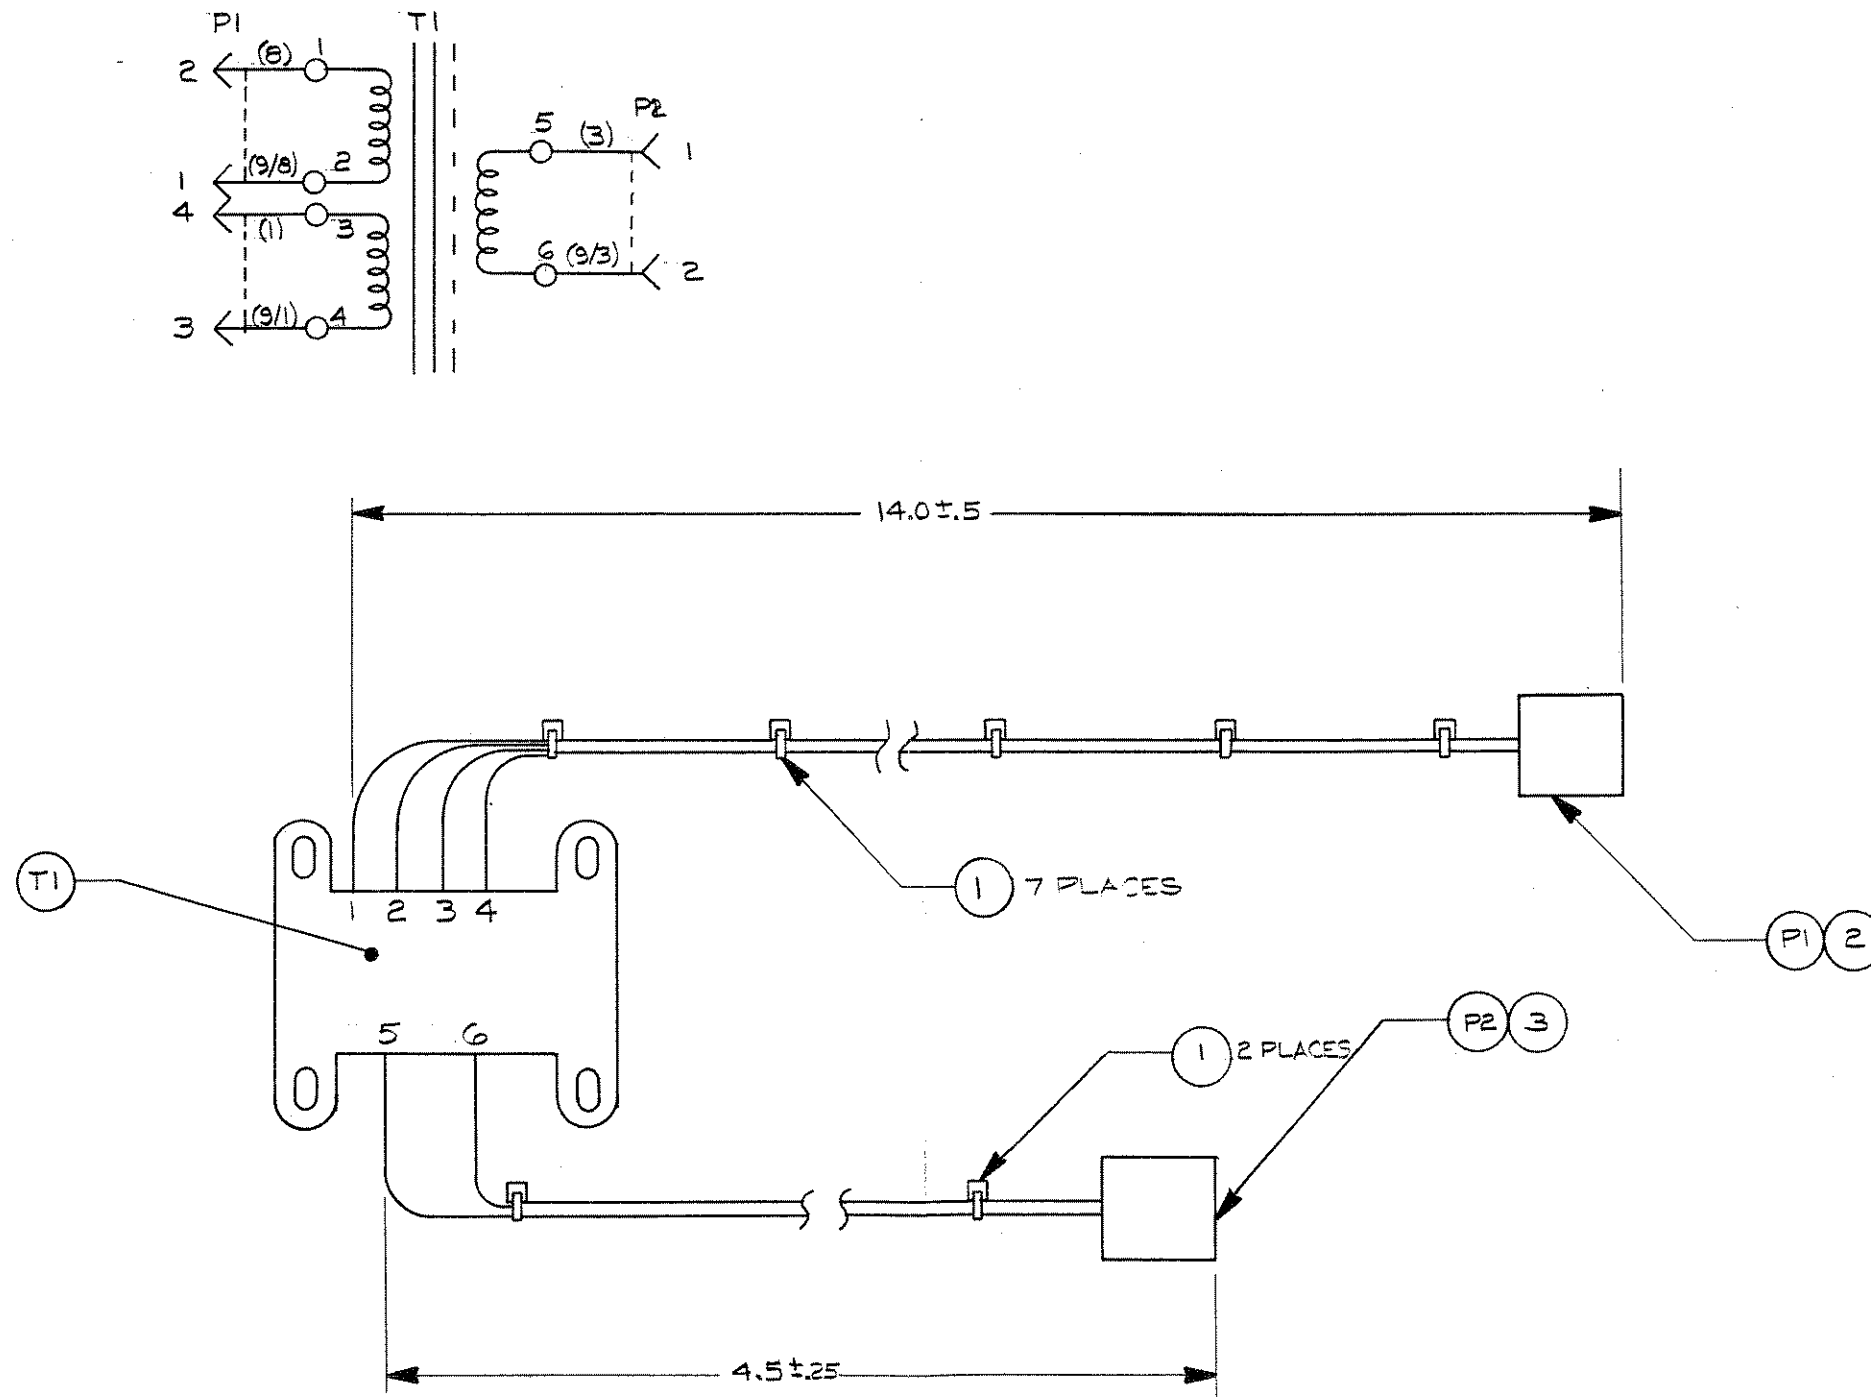 P1 T1
2 (8) 1
P2
5 (3) 1
1 (9/8) 2
4 (1) 3
6 (9/3) 2
3 (9/1) 4
14.0±.5
T1
1 7 PLACES
1 2 3 4
P1 2
P2 3
5 6
1 2 PLACES
4.5±.25